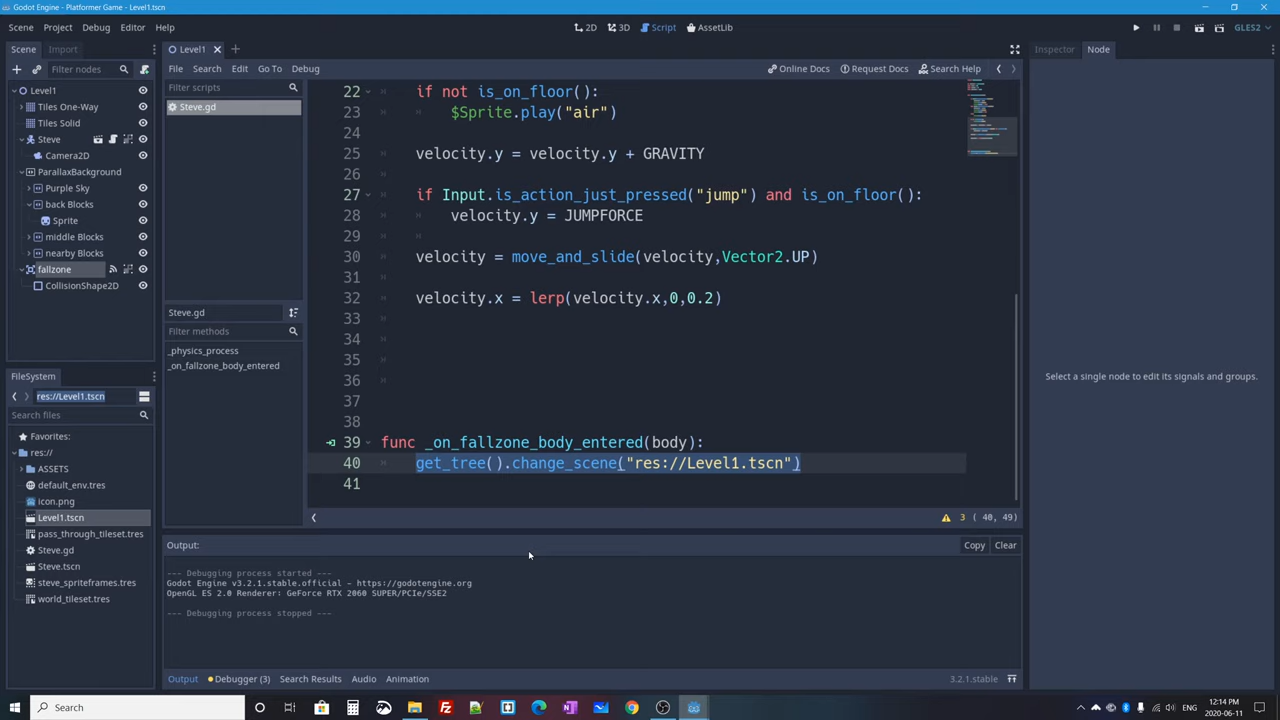 Godot Engine - Platformer Game - Level1.tscn
Scene Project Debug Editor Help
2D 3D Script AssetLib
GLES2
Scene Import
Filter nodes
Level1
Tiles One-Way
Tiles Solid
Steve
Camera2D
ParallaxBackground
Purple Sky
back Blocks
Sprite
middle Blocks
nearby Blocks
fallzone
CollisionShape2D
FileSystem
res://Level1.tscn
Search files
Favorites:
res://
ASSETS
default_env.tres
icon.png
Level1.tscn
pass_through_tileset.tres
Steve.gd
Steve.tscn
steve_spriteframes.tres
world_tileset.tres
Level1
File Search Edit Go To Debug
Online Docs Request Docs Search Help
Filter scripts
Steve.gd
Steve.gd
Filter methods
_physics_process
_on_fallzone_body_entered
22 if not is_on_floor():
23 $Sprite.play("air")
24
25 velocity.y = velocity.y + GRAVITY
26
27 if Input.is_action_just_pressed("jump") and is_on_floor():
28 velocity.y = JUMPFORCE
29
30 velocity = move_and_slide(velocity,Vector2.UP)
31
32 velocity.x = lerp(velocity.x,0,0.2)
33
34
35
36
37
38
39 func _on_fallzone_body_entered(body):
40 get_tree().change_scene("res://Level1.tscn")
41
3 ( 40, 49)
Output:
Copy Clear
--- Debugging process started ---
Godot Engine v3.2.1.stable.official - https://godotengine.org
OpenGL ES 2.0 Renderer: GeForce RTX 2060 SUPER/PCIe/SSE2
--- Debugging process stopped ---
Output Debugger (3) Search Results Audio Animation
3.2.1.stable
Inspector Node
Select a single node to edit its signals and groups.
Search
ENG
12:14 PM
2020-06-11